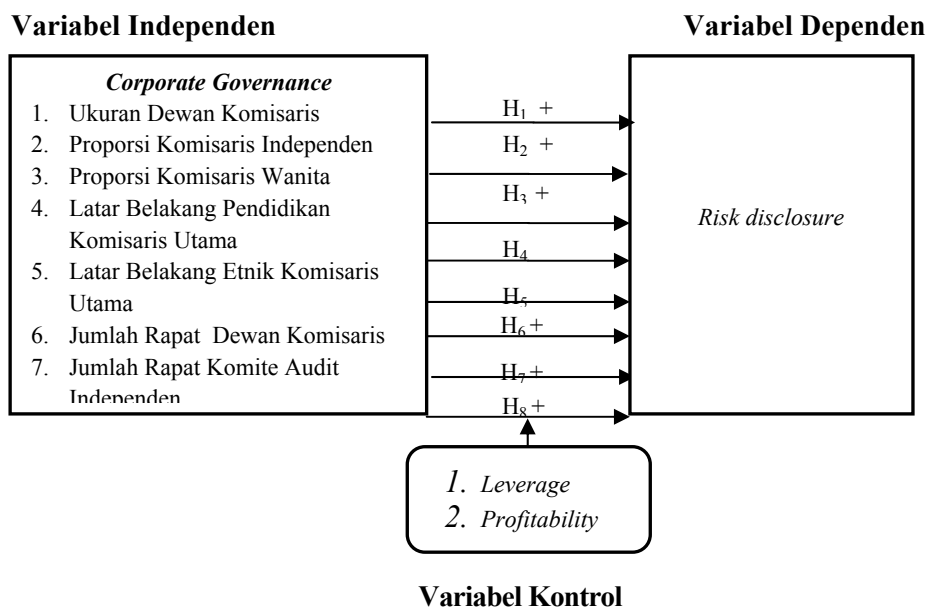 Variabel Independen
Variabel Dependen
Corporate Governance
1. Ukuran Dewan Komisaris
2. Proporsi Komisaris Independen
3. Proporsi Komisaris Wanita
4. Latar Belakang Pendidikan
Komisaris Utama
5. Latar Belakang Etnik Komisaris
Utama
6. Jumlah Rapat Dewan Komisaris
7. Jumlah Rapat Komite Audit
Independen
H1 +
H2 +
H3 +
H4
H5
H6 +
H7 +
H8 +
Risk disclosure
1. Leverage
2. Profitability
Variabel Kontrol